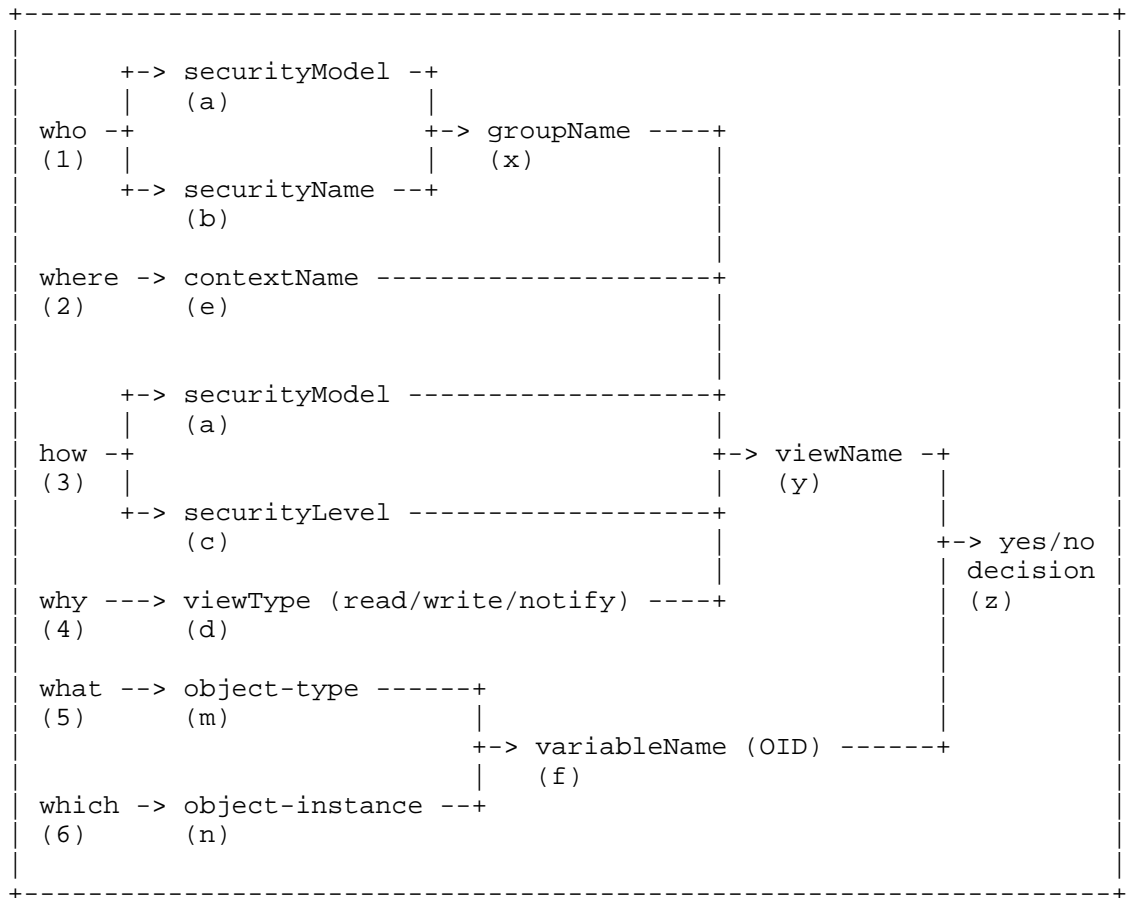 +--------------------------------------------------------------------+
|                                                                    |
|      +-> securityModel -+                                          |
|      |   (a)            |                                          |
| who -+                  +-> groupName ----+                        |
| (1)  |                  |   (x)           |                        |
|      +-> securityName --+                 |                        |
|          (b)                              |                        |
|                                           |                        |
| where -> contextName ---------------------+                        |
| (2)      (e)                              |                        |
|                                           |                        |
|                                           |                        |
|      +-> securityModel -------------------+                        |
|      |   (a)                              |                        |
| how -+                                    +-> viewName -+          |
| (3)  |                                    |   (y)       |          |
|      +-> securityLevel -------------------+             |          |
|          (c)                              |             +-> yes/no |
|                                           |             | decision |
| why ---> viewType (read/write/notify) ----+             | (z)      |
| (4)      (d)                                            |          |
|                                                         |          |
| what --> object-type ------+                            |          |
| (5)      (m)               |                            |          |
|                            +-> variableName (OID) ------+          |
|                            |   (f)                                 |
| which -> object-instance --+                                       |
| (6)      (n)                                                       |
|                                                                    |
+--------------------------------------------------------------------+